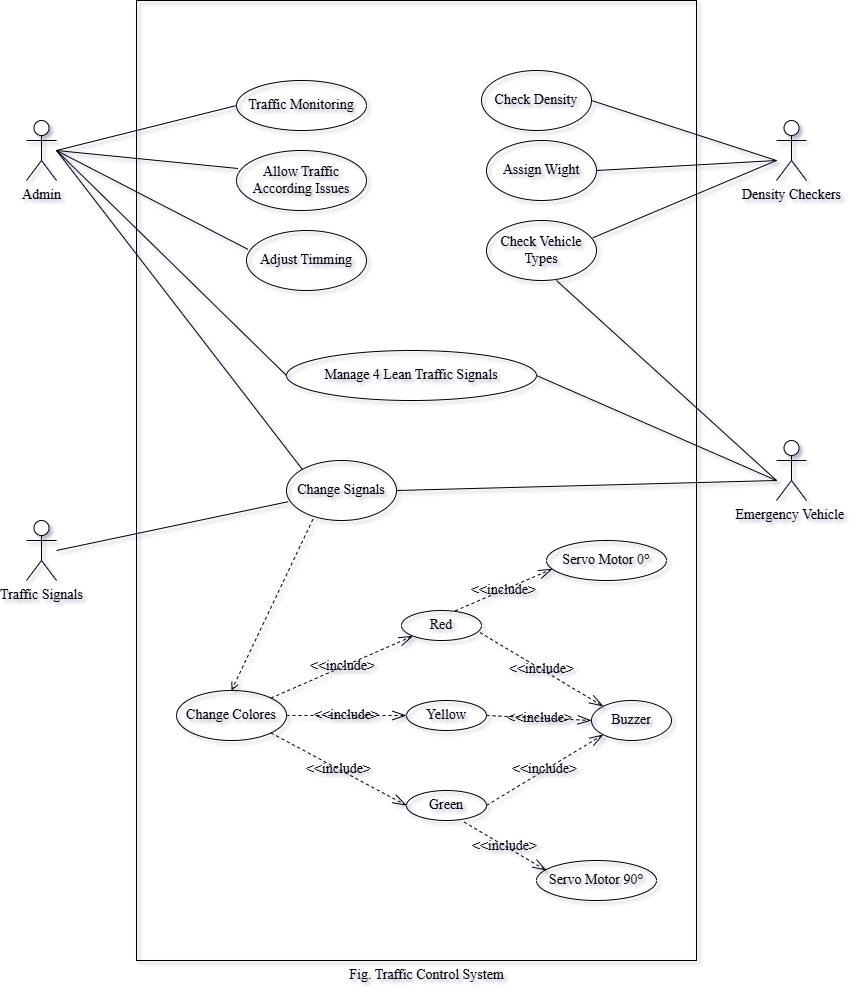 Traffic Monitoring
Check Density
Admin
Allow Traffic
According Issues
Assign Wight
Density Checkers
Adjust Timming
Check Vehicle
Types
Manage 4 Lean Traffic Signals
Change Signals
Emergency Vehicle
Traffic Signals
Servo Motor 0°
<<include>
Red
<<include>
<<include>
Change Colores
<<include>
Yellow
<<include>
Buzzer
<<include>
<<include>
Green
<<include>
Servo Motor 90°
Fig. Traffic Control System